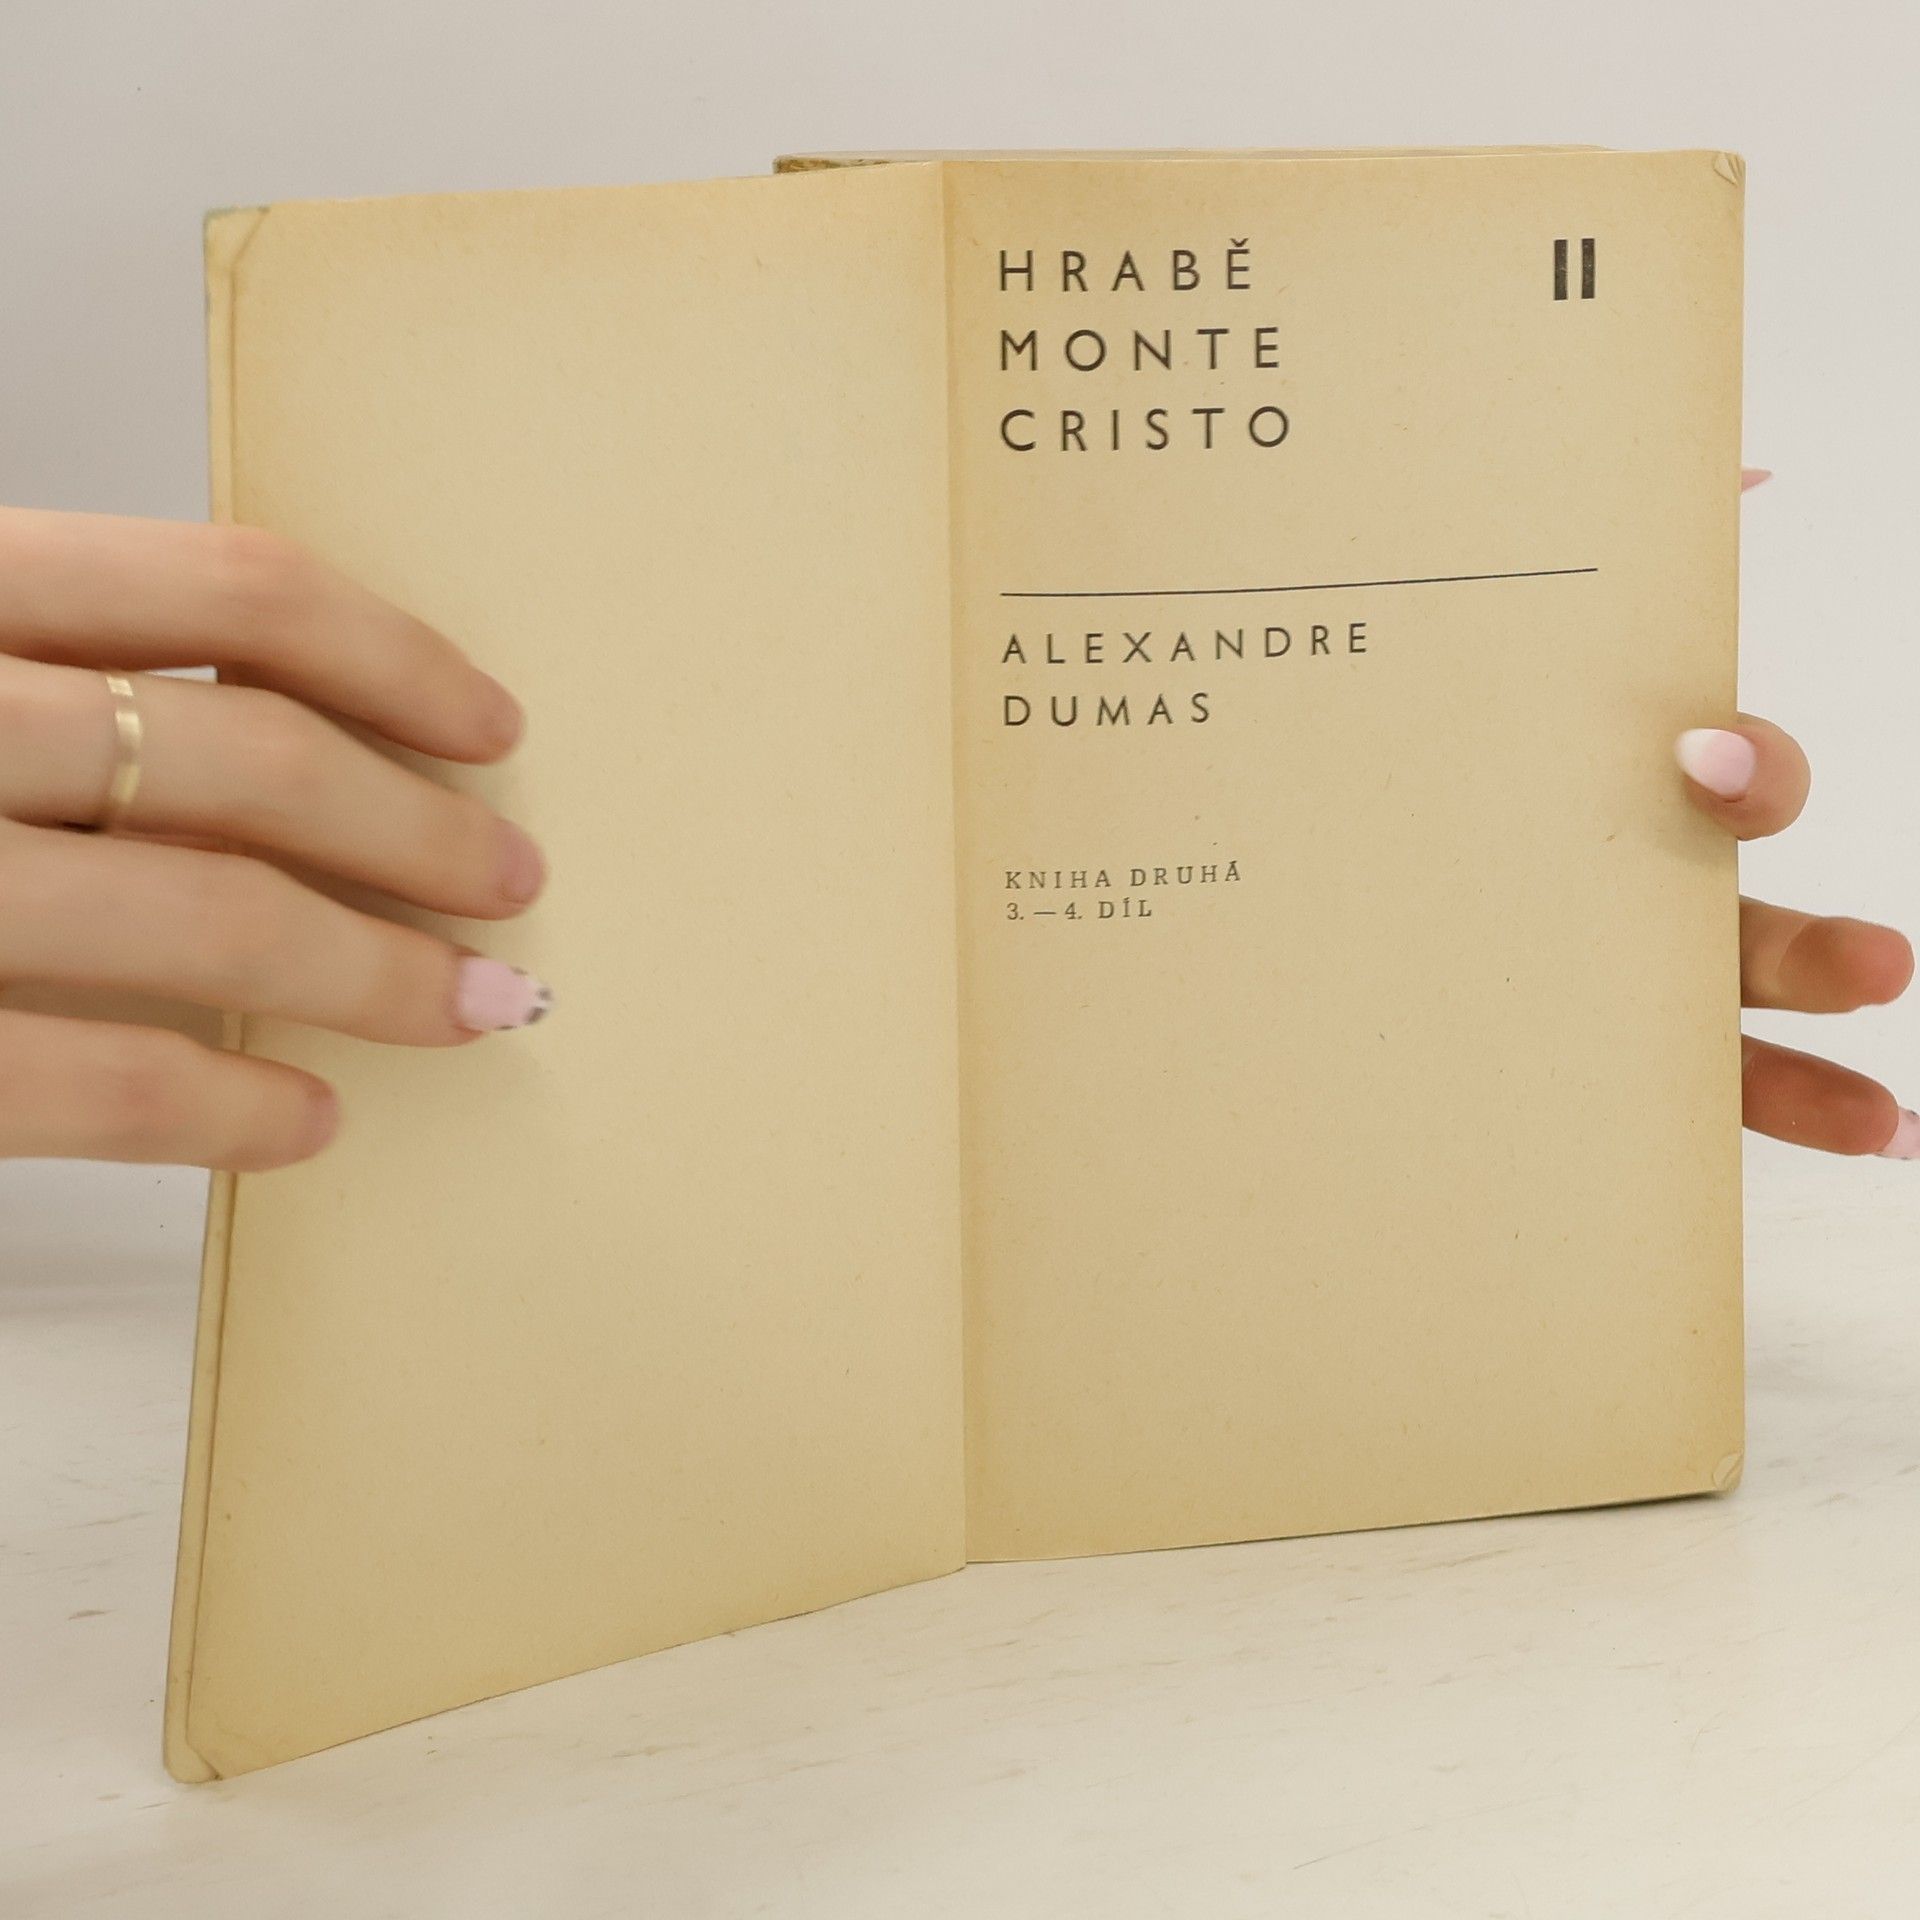 HRABĚ
MONTE
CRISTO
II
ALEXANDRE
DUMAS
KNIHA DRUHÁ
3. — 4. DÍL